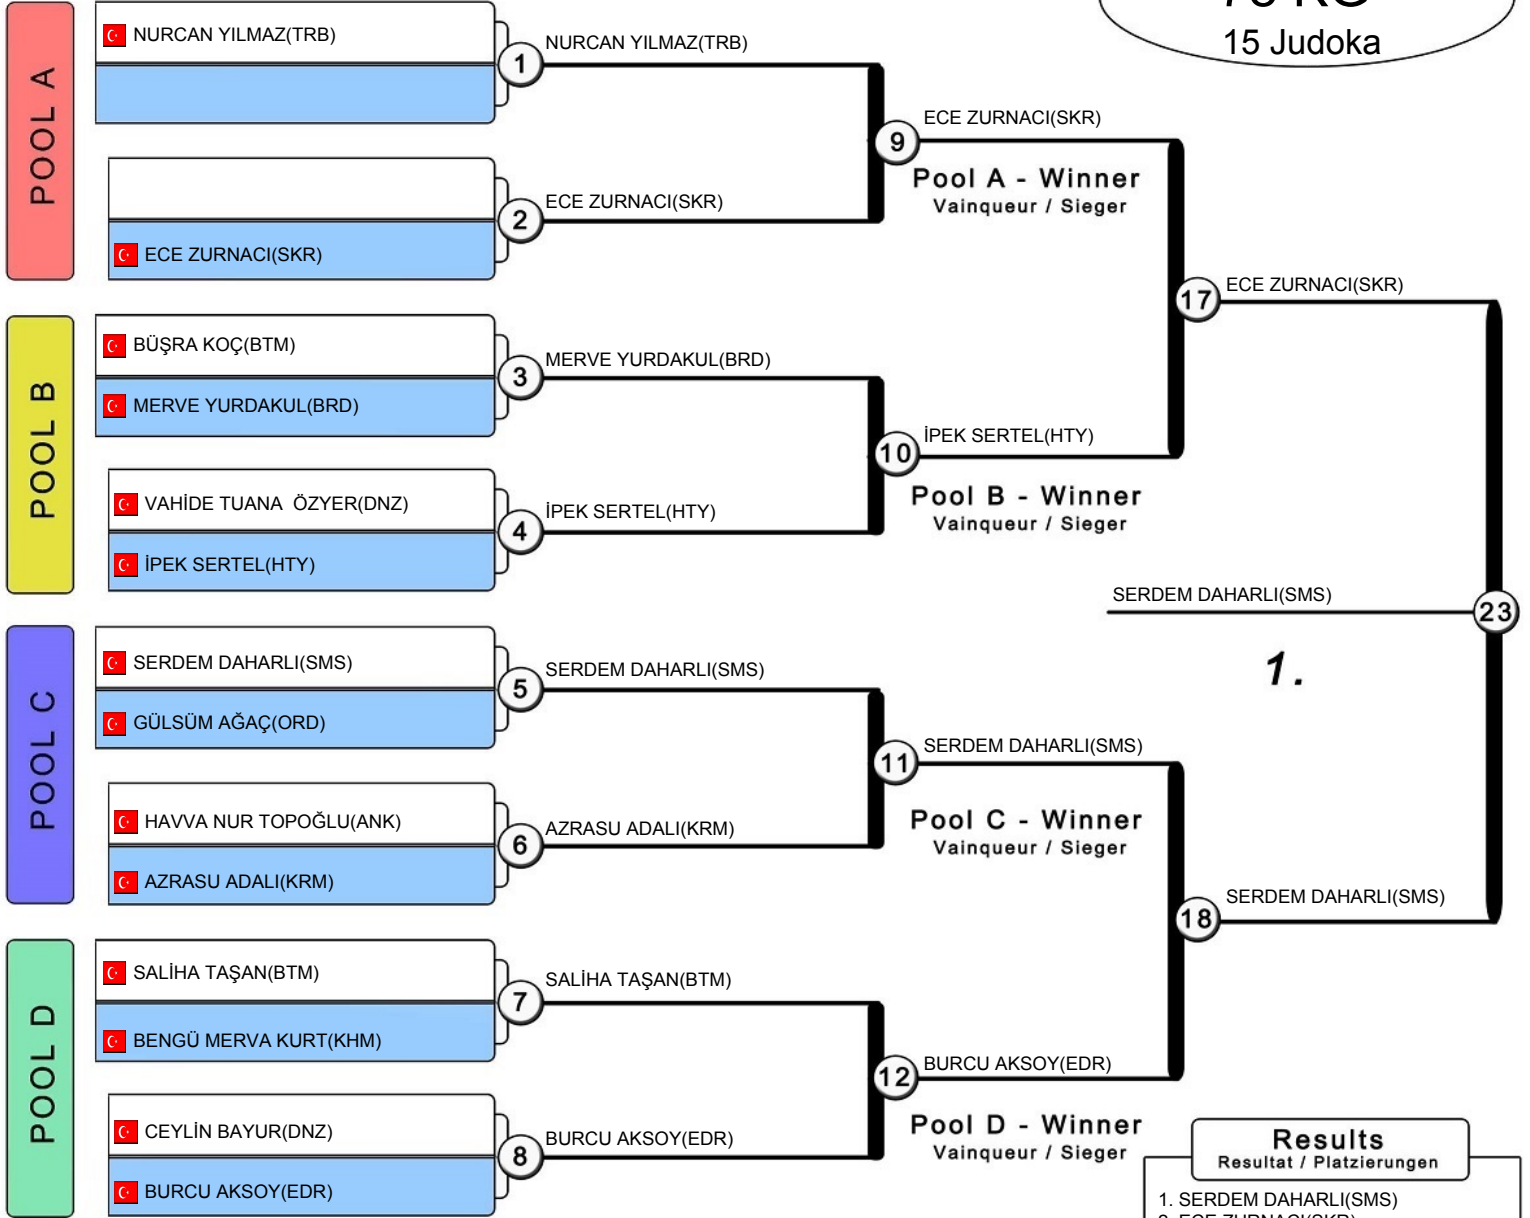 KG
15 Judoka
POOL A
NURCAN YILMAZ(TRB)
1
NURCAN YILMAZ(TRB)
2
ECE ZURNACI(SKR)
ECE ZURNACI(SKR)
9
ECE ZURNACI(SKR)
Pool A - Winner
Vainqueur / Sieger
POOL B
BÜŞRA KOÇ(BTM)
MERVE YURDAKUL(BRD)
3
MERVE YURDAKUL(BRD)
VAHİDE TUANA ÖZYER(DNZ)
İPEK SERTEL(HTY)
4
İPEK SERTEL(HTY)
10
İPEK SERTEL(HTY)
Pool B - Winner
Vainqueur / Sieger
17
ECE ZURNACI(SKR)
POOL C
SERDEM DAHARLI(SMS)
GÜLSÜM AĞAÇ(ORD)
5
SERDEM DAHARLI(SMS)
HAVVA NUR TOPOĞLU(ANK)
AZRASU ADALI(KRM)
6
AZRASU ADALI(KRM)
11
SERDEM DAHARLI(SMS)
Pool C - Winner
Vainqueur / Sieger
POOL D
SALİHA TAŞAN(BTM)
BENGÜ MERVA KURT(KHM)
7
SALİHA TAŞAN(BTM)
CEYLİN BAYUR(DNZ)
BURCU AKSOY(EDR)
8
BURCU AKSOY(EDR)
12
BURCU AKSOY(EDR)
Pool D - Winner
Vainqueur / Sieger
18
SERDEM DAHARLI(SMS)
23
SERDEM DAHARLI(SMS)
1.
Results
Resultat / Platzierungen
1. SERDEM DAHARLI(SMS)
2. ECE ZURNACI(SKR)